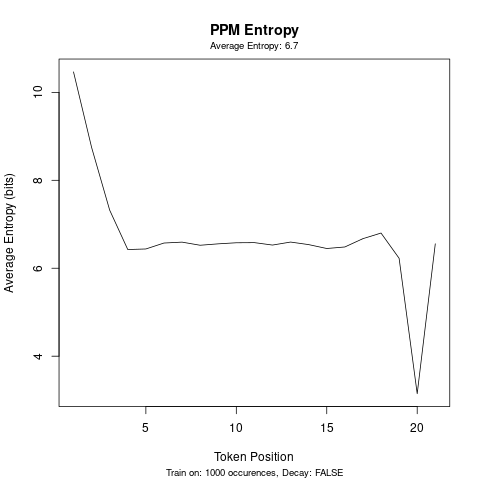 PPM Entropy
Average Entropy: 6.7
Average Entropy (bits)
10
8
6
4
5 10 15 20
Token Position
Train on: 1000 occurences, Decay: FALSE